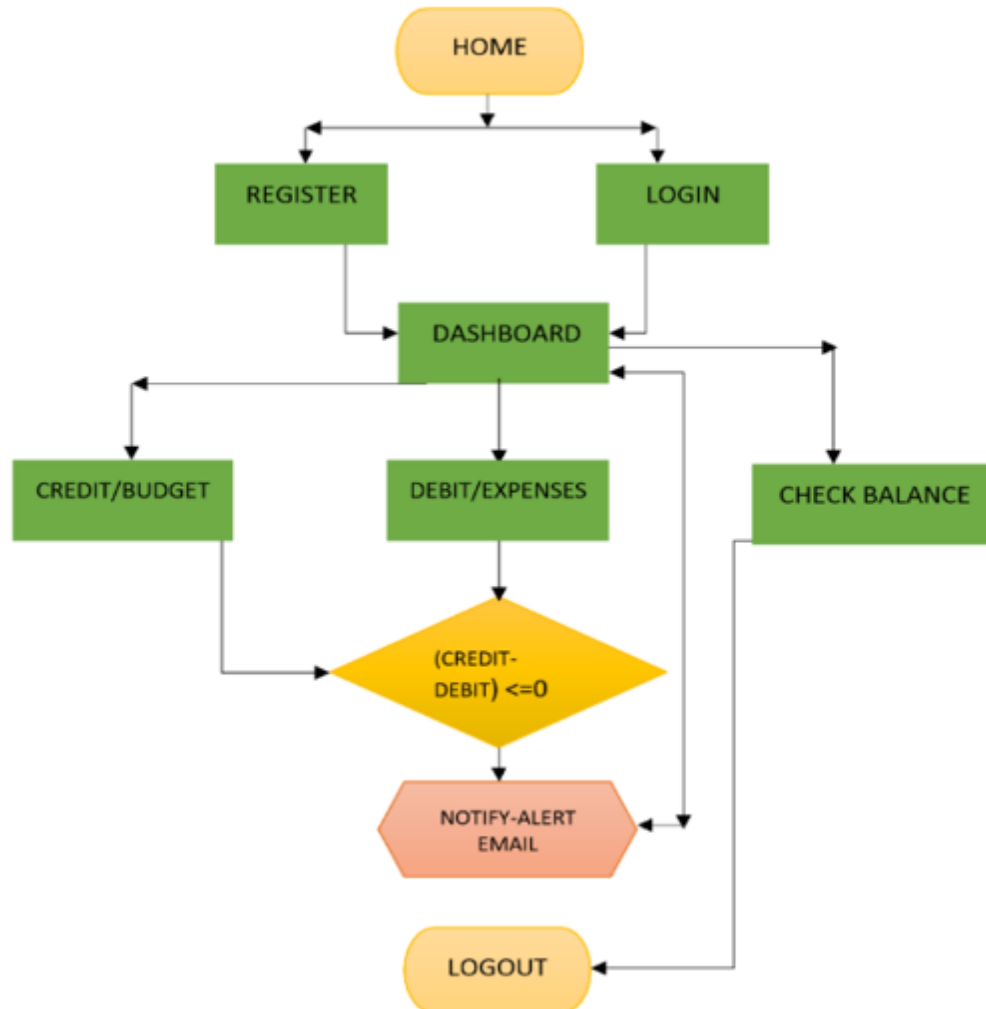 HOME
REGISTER
LOGIN
DASHBOARD
CREDIT/BUDGET
DEBIT/EXPENSES
CHECK BALANCE
(CREDIT-
DEBIT) <=0
NOTIFY-ALERT
EMAIL
LOGOUT